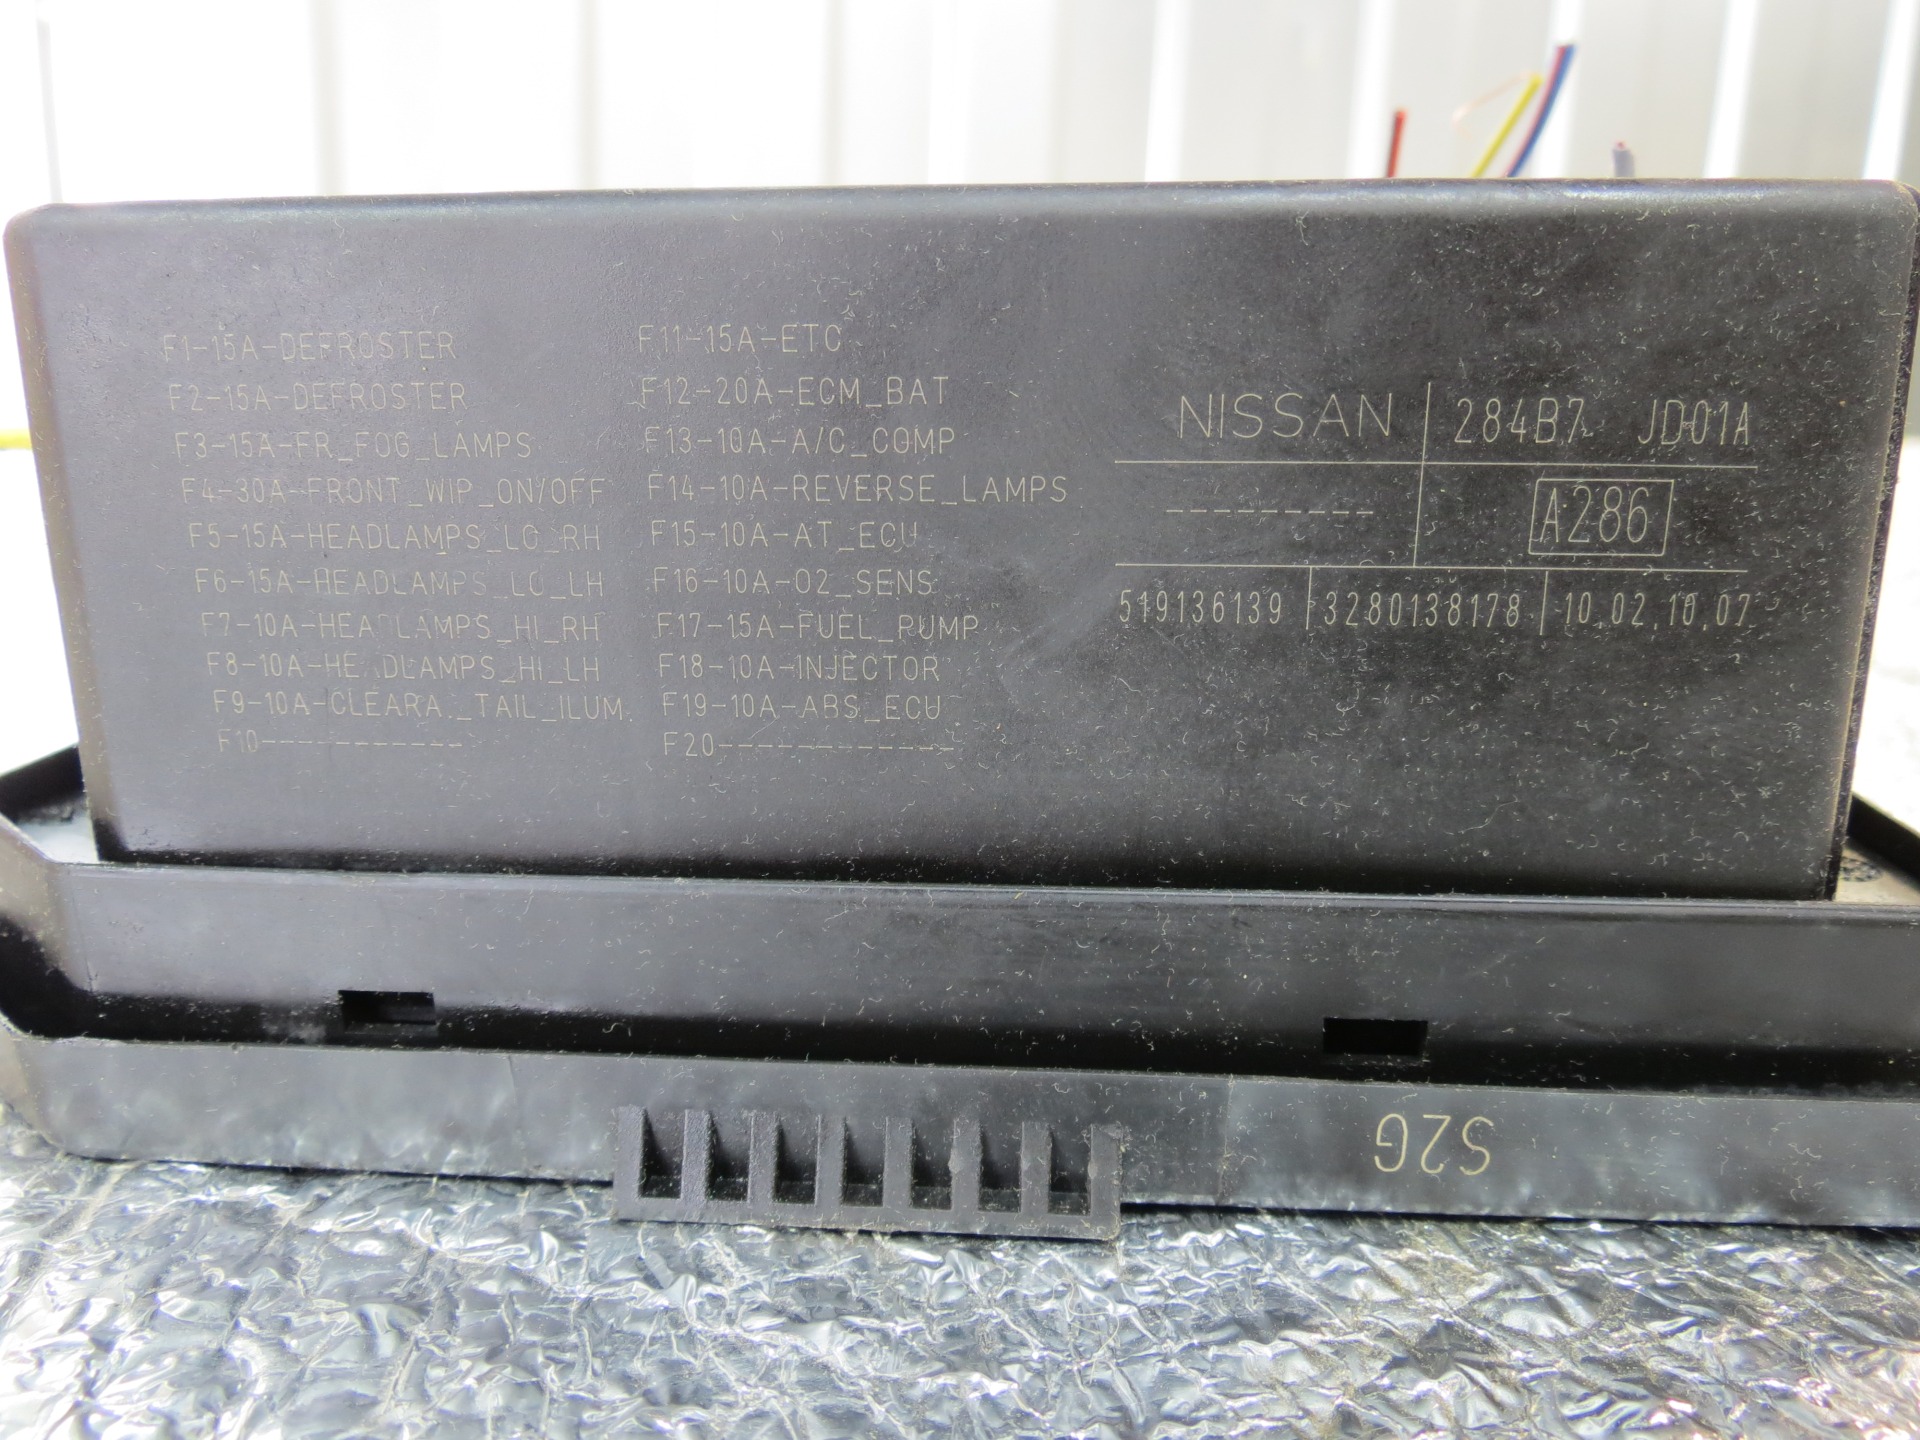 F1-15A-DEFROSTER
F2-15A-DEFROSTER
F3-15A-FR_FOG_LAMPS
F4-30A-FRONT_WIP_ON/OFF
F5-15A-HEADLAMPS_LO_RH
F6-15A-HEADLAMPS_LO_LH
F7-10A-HEADLAMPS_HI_RH
F8-10A-HEADLAMPS_HI_LH
F9-10A-CLEARA._TAIL_ILUM.
F10------------
F11-15A-ETC
F12-20A-ECM_BAT
F13-10A-A/C_COMP
F14-10A-REVERSE_LAMPS
F15-10A-AT_ECU
F16-10A-O2_SENS
F17-15A-FUEL_PUMP
F18-10A-INJECTOR
F19-10A-ABS_ECU
F20-------------
NISSAN 284B7 JD01A
--------- A286
519136139 3280138178 10.02.10.07
S2G